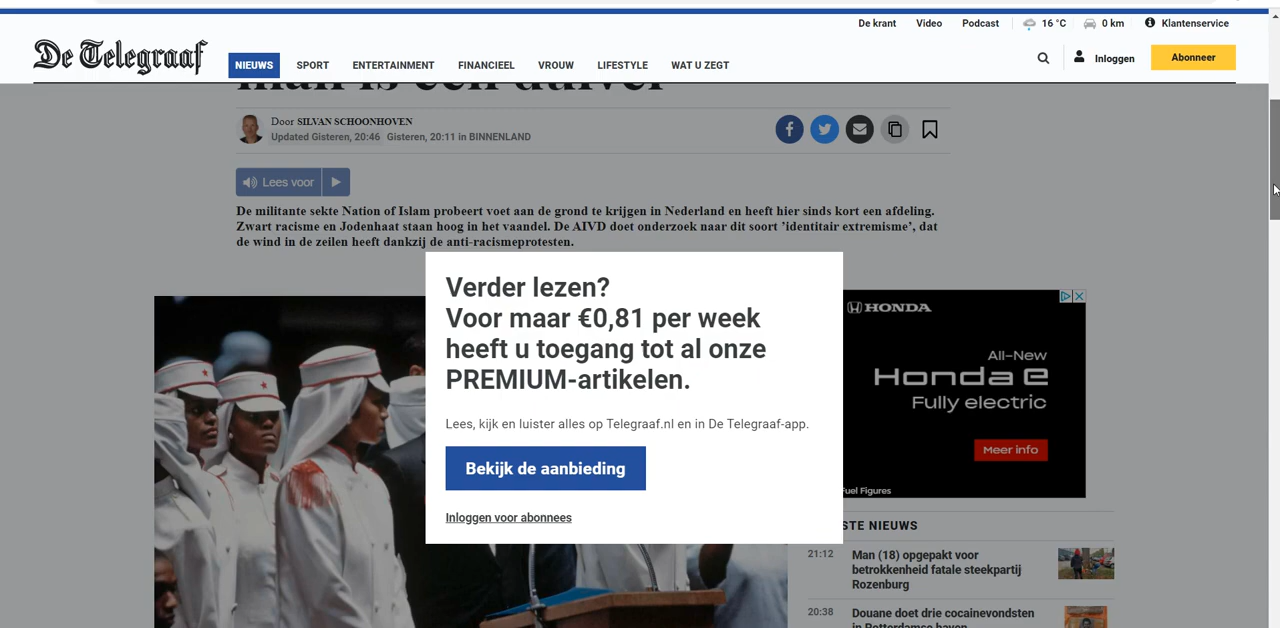 De krant Video Podcast 16 °C 0 km Klantenservice
De Telegraaf
NIEUWS SPORT ENTERTAINMENT FINANCIEEL VROUW LIFESTYLE WAT U ZEGT
Inloggen
Abonneer
man is een duivel
Door SILVAN SCHOONHOVEN
Updated Gisteren, 20:46 Gisteren, 20:11 in BINNENLAND
Lees voor
De militante sekte Nation of Islam probeert voet aan de grond te krijgen in Nederland en heeft hier sinds kort een afdeling.
Zwart racisme en Jodenhaat staan hoog in het vaandel. De AIVD doet onderzoek naar dit soort ’identitair extremisme’, dat
de wind in de zeilen heeft dankzij de anti-racismeprotesten.
Verder lezen?
Voor maar €0,81 per week
heeft u toegang tot al onze
PREMIUM-artikelen.
Lees, kijk en luister alles op Telegraaf.nl en in De Telegraaf-app.
Bekijk de aanbieding
Inloggen voor abonnees
HONDA
All-New
Honda e
Fully electric
Meer info
Fuel Figures
STE NIEUWS
21:12 Man (18) opgepakt voor
betrokkenheid fatale steekpartij
Rozenburg
20:38 Douane doet drie cocaïnevondsten
in Rotterdamse haven